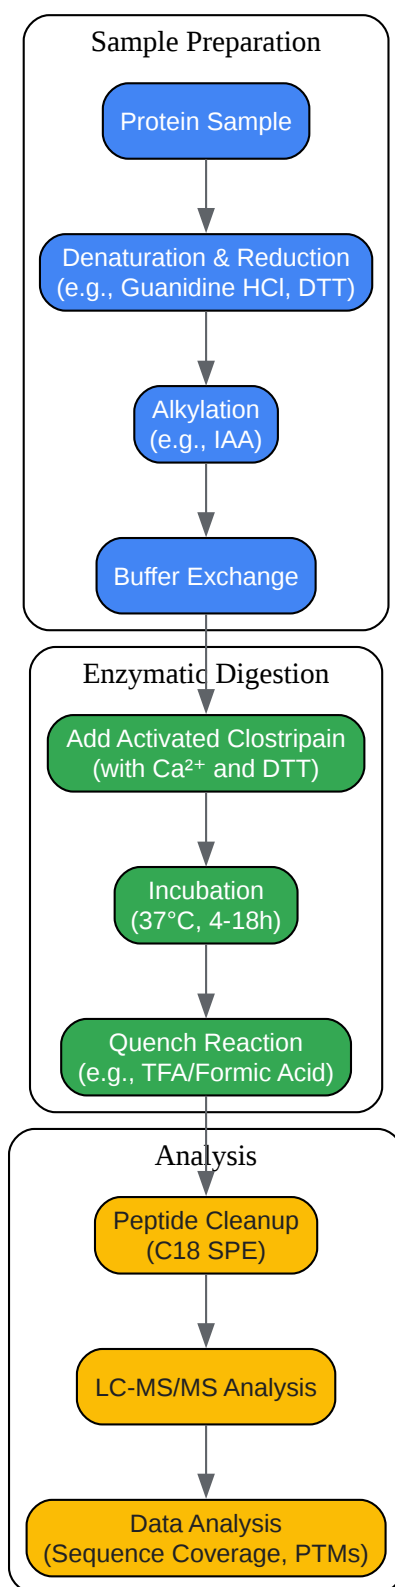 Sample Preparation
Protein Sample
Denaturation & Reduction
(e.g., Guanidine HCl, DTT)
Alkylation
(e.g., IAA)
Buffer Exchange
Enzymatic Digestion
Add Activated Clostripain
(with Ca²⁺ and DTT)
Incubation
(37°C, 4-18h)
Quench Reaction
(e.g., TFA/Formic Acid)
Analysis
Peptide Cleanup
(C18 SPE)
LC-MS/MS Analysis
Data Analysis
(Sequence Coverage, PTMs)